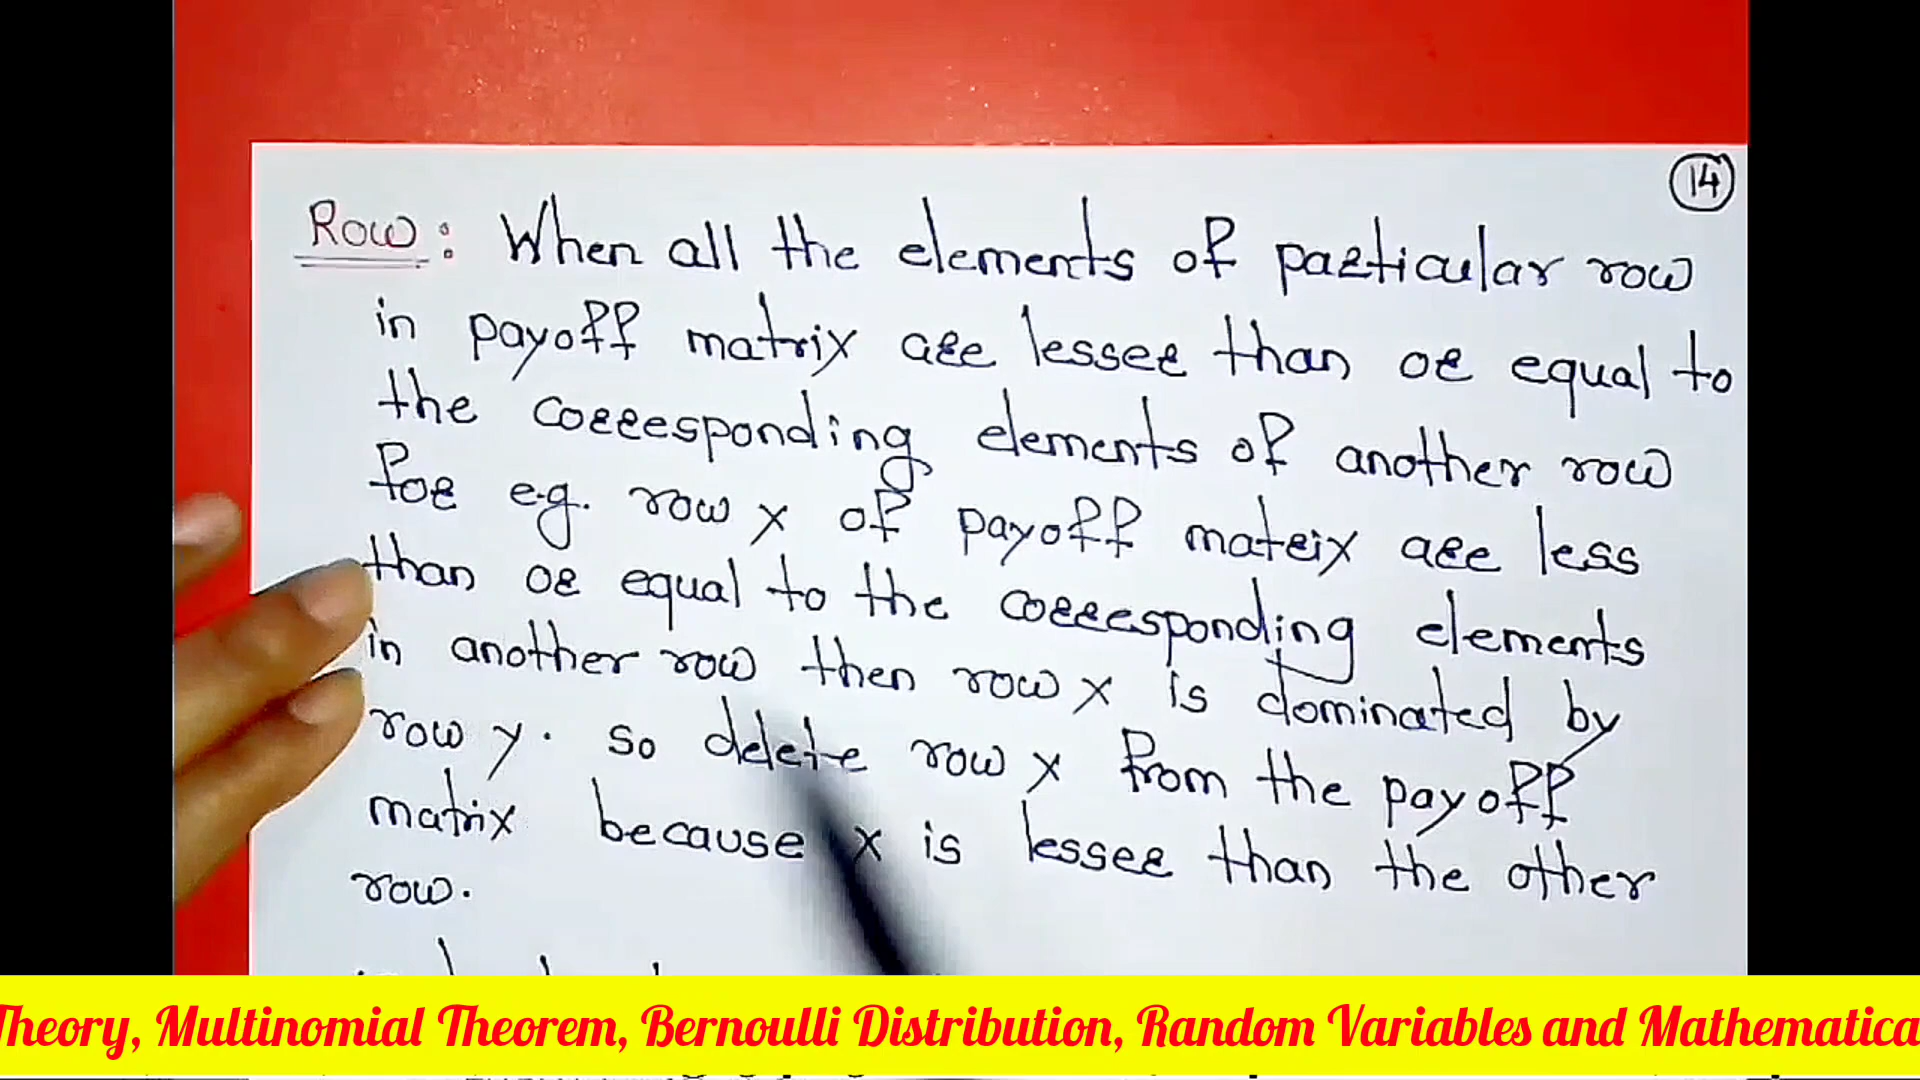 14
Row: When all the elements of particular row
in payoff matrix are lesser than or equal to
the corresponding elements of another row
for e.g. row x of payoff matrix are less
than or equal to the corresponding elements
in another row then row x is dominated by
row y. so delete row x from the payoff
matrix because x is lesser than the other
row.
Theory, Multinomial Theorem, Bernoulli Distribution, Random Variables and Mathematica